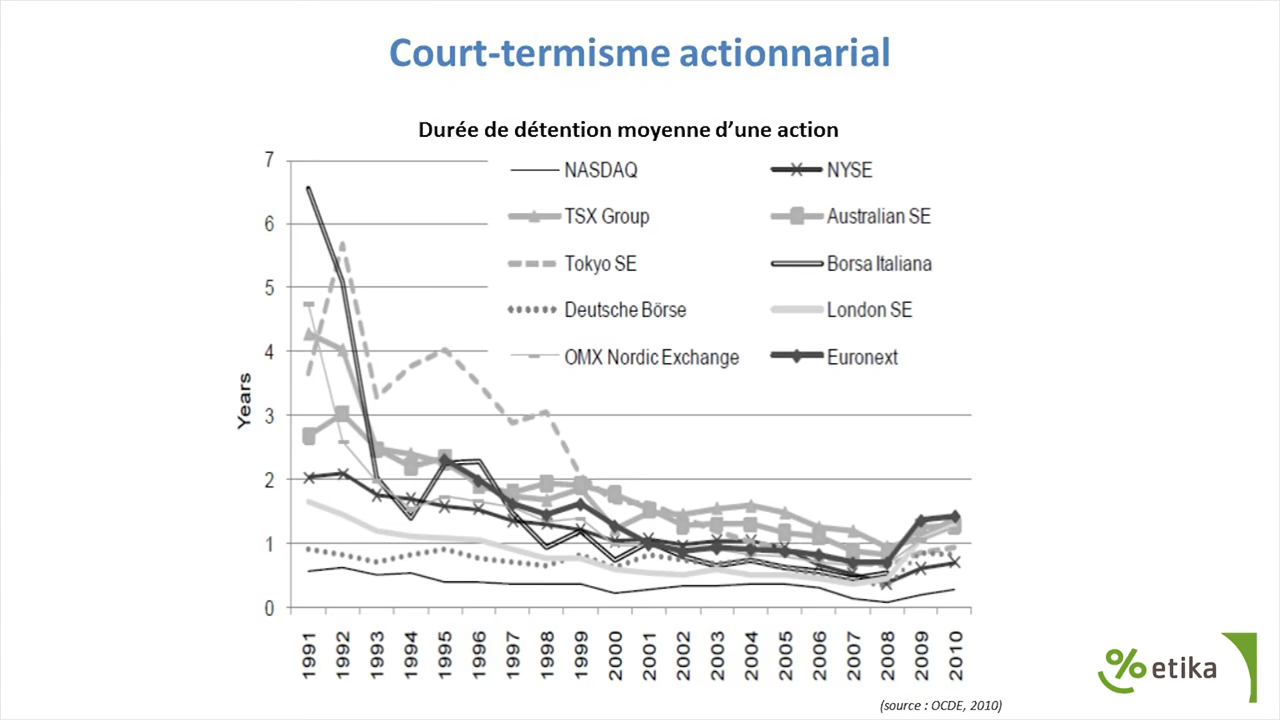 Court-termisme actionnarial
Durée de détention moyenne d’une action
7
6
5
4
3
2
1
0
Years
NASDAQ
NYSE
TSX Group
Australian SE
Tokyo SE
Borsa Italiana
Deutsche Börse
London SE
OMX Nordic Exchange
Euronext
1991
1992
1993
1994
1995
1996
1997
1998
1999
2000
2001
2002
2003
2004
2005
2006
2007
2008
2009
2010
% etika
(source : OCDE, 2010)